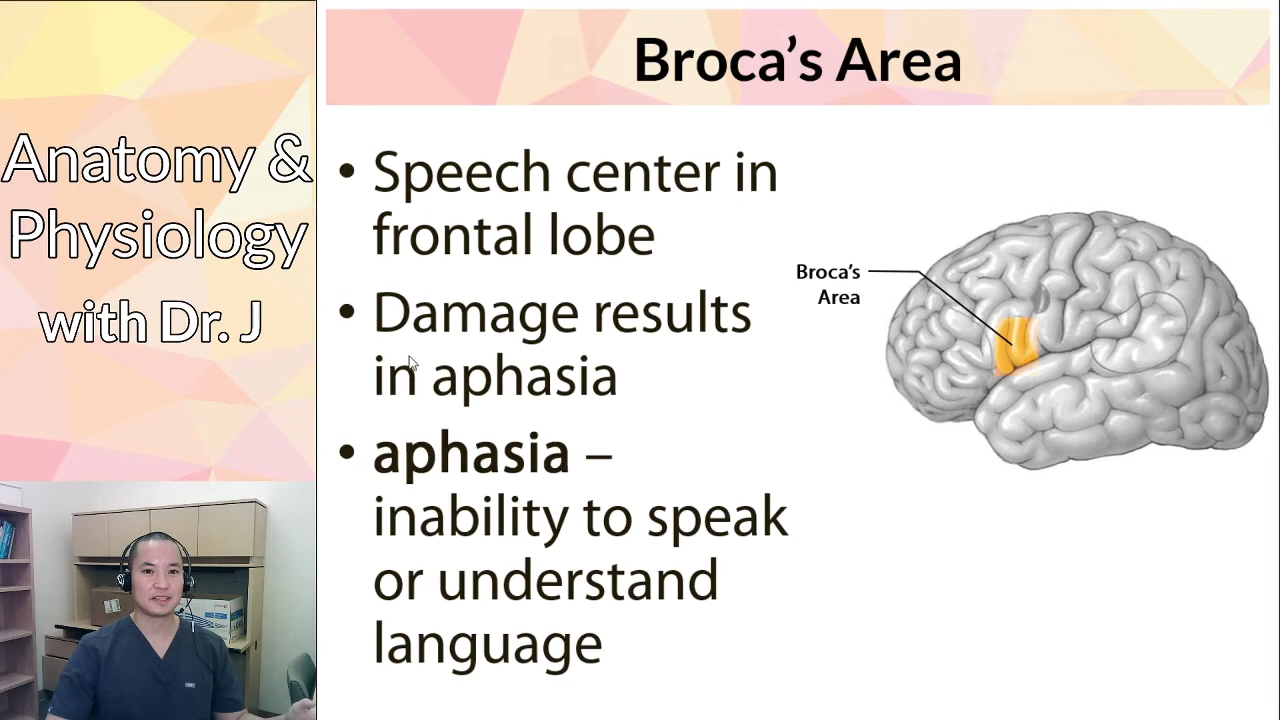 Anatomy &
Physiology
with Dr. J
Broca’s Area
• Speech center in
frontal lobe
• Damage results
in aphasia
• aphasia –
inability to speak
or understand
language
Broca’s
Area